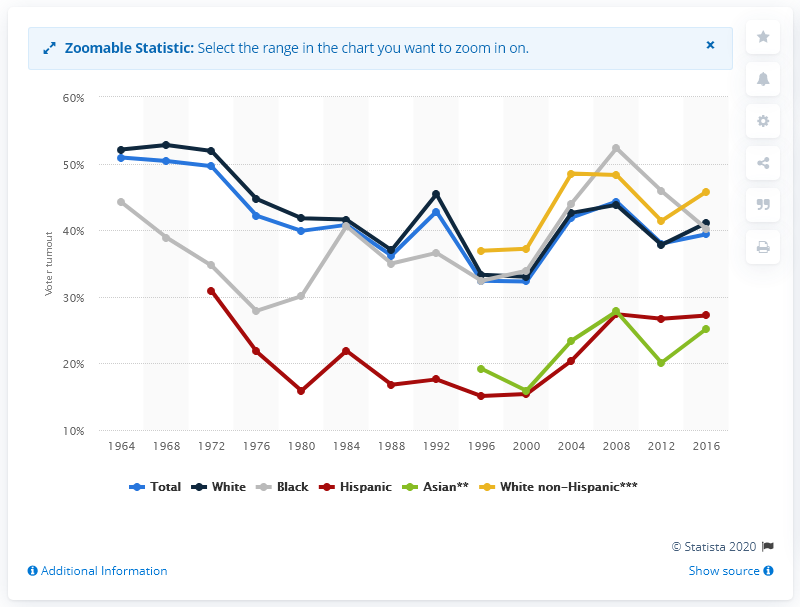 Zoomable Statistic: Select the range in the chart you want to zoom in on.
60%
50%
40%
30%
20%
10%
Voter turnout
1964 1968 1972 1976 1980 1984 1988 1992 1996 2000 2004 2008 2012 2016
Total White Black Hispanic Asian** White non-Hispanic***
© Statista 2020
Additional Information
Show source